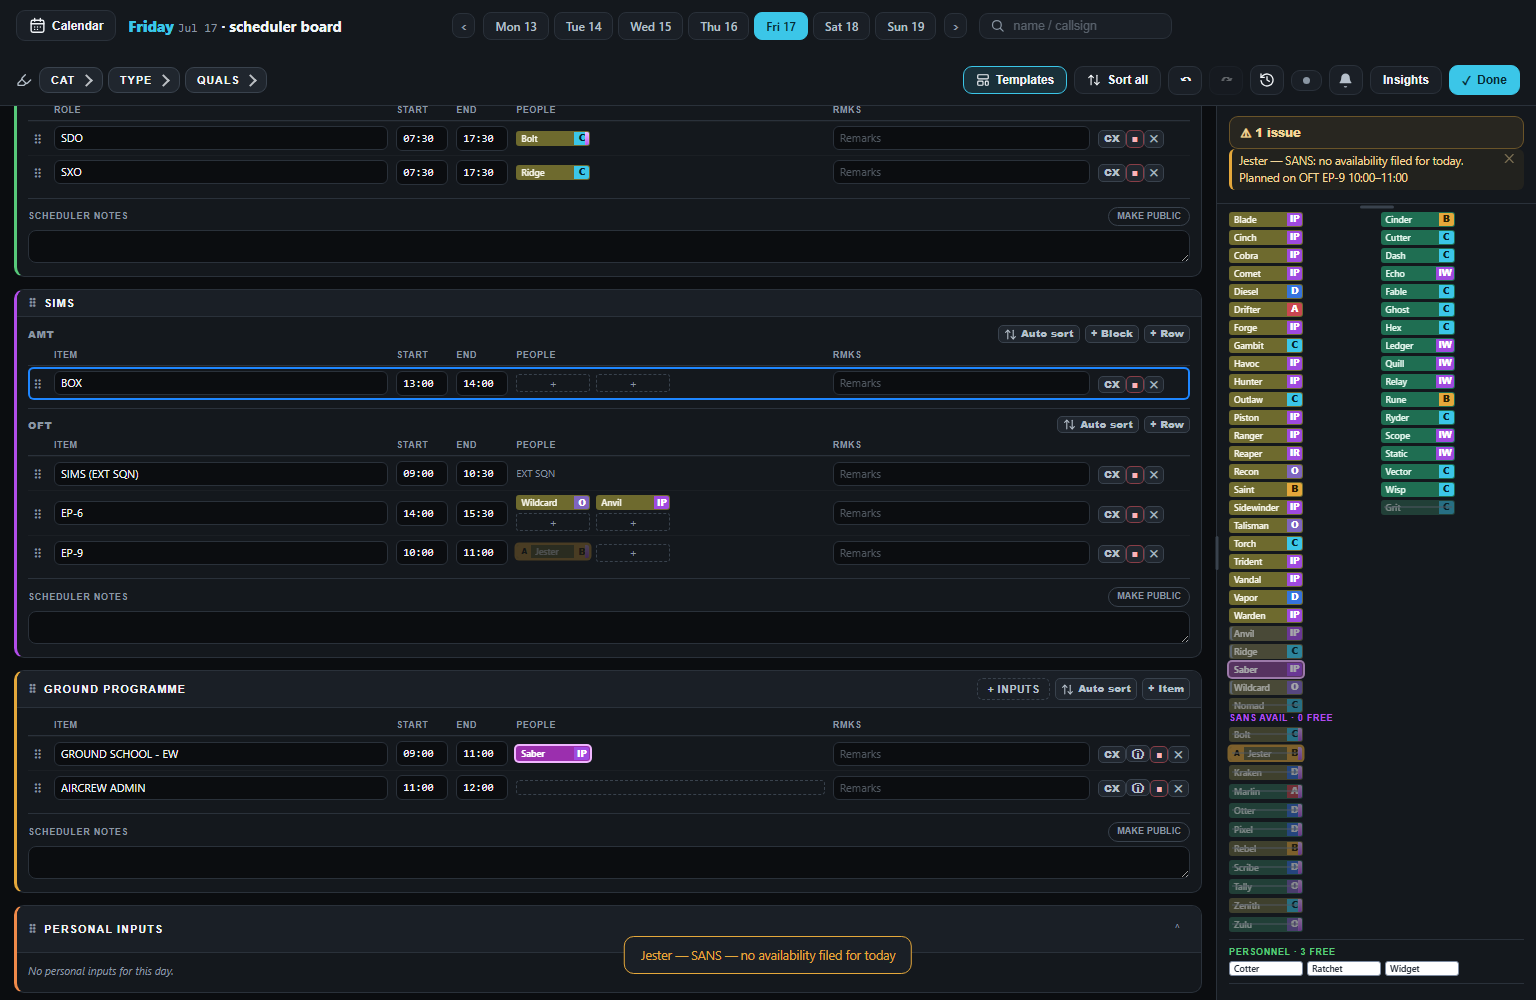 Calendar
Friday Jul 17 · scheduler board
‹ Mon 13 Tue 14 Wed 15 Thu 16 Fri 17 Sat 18 Sun 19 ›
name / callsign
CAT TYPE QUALS
Templates Sort all Insights ✓ Done
ROLE START END PEOPLE RMKS
SDO 07:30 17:30 Bolt C Remarks CX ✕
SXO 07:30 17:30 Ridge C Remarks CX ✕
SCHEDULER NOTES MAKE PUBLIC
SIMS
AMT Auto sort + Block + Row
ITEM START END PEOPLE RMKS
BOX 13:00 14:00 + + Remarks CX ✕
OFT Auto sort + Row
ITEM START END PEOPLE RMKS
SIMS (EXT SQN) 09:00 10:30 EXT SQN Remarks CX ✕
EP-6 14:00 15:30 Wildcard O Anvil IP + + Remarks CX ✕
EP-9 10:00 11:00 A Jester B + Remarks CX ✕
SCHEDULER NOTES MAKE PUBLIC
GROUND PROGRAMME + INPUTS Auto sort + Item
ITEM START END PEOPLE RMKS
GROUND SCHOOL - EW 09:00 11:00 Saber IP Remarks CX ✕
AIRCREW ADMIN 11:00 12:00 Remarks CX ✕
SCHEDULER NOTES MAKE PUBLIC
PERSONAL INPUTS
No personal inputs for this day.
Jester — SANS — no availability filed for today
⚠ 1 issue
Jester — SANS: no availability filed for today.
Planned on OFT EP-9 10:00–11:00
Blade IP
Cinch IP
Cobra IP
Comet IP
Diesel D
Drifter A
Forge IP
Gambit C
Havoc IP
Hunter IP
Outlaw C
Piston IP
Ranger IP
Reaper IR
Recon O
Saint B
Sidewinder IP
Talisman O
Torch C
Trident IP
Vandal IP
Vapor D
Warden IP
Anvil IP
Ridge C
Saber IP
Wildcard O
Nomad C
Cinder B
Cutter C
Dash C
Echo IW
Fable C
Ghost C
Hex C
Ledger IW
Quill IW
Relay IW
Rune B
Ryder C
Scope IW
Static IW
Vector C
Wisp C
Grit C
SANS AVAIL · 0 FREE
Bolt C
A Jester B
Kraken D
Marlin A
Otter D
Pixel D
Rebel B
Scribe D
Tally O
Zenith C
Zulu O
PERSONNEL · 3 FREE
Cotter Ratchet Widget